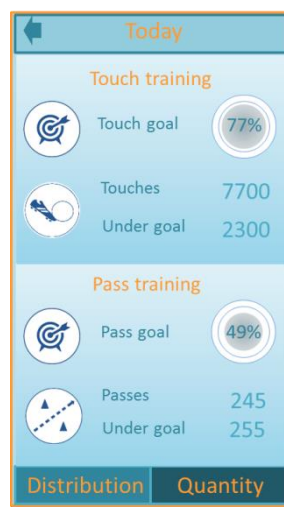 Today
Touch training
Touch goal 77%
Touches 7700
Under goal 2300
Pass training
Pass goal 49%
Passes 245
Under goal 255
Distribution Quantity